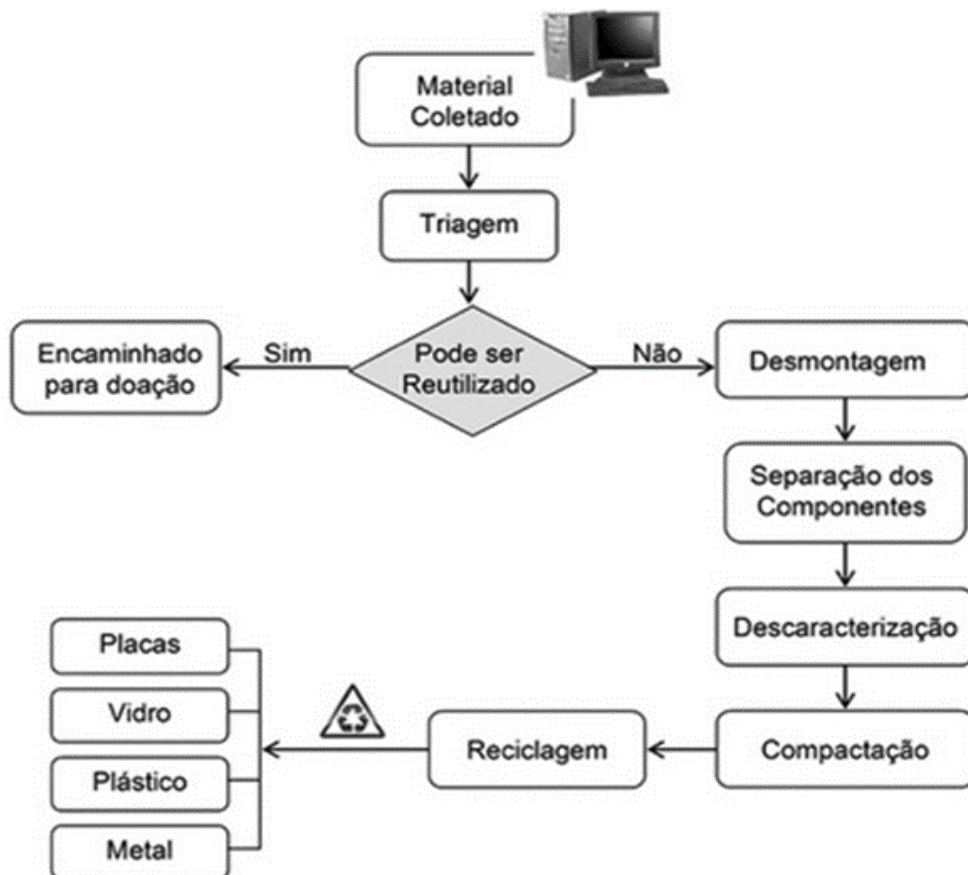 Material
Coletado
Triagem
Pode ser
Reutilizado
Sim
Encaminhado
para doação
Não
Desmontagem
Separação dos
Componentes
Descaracterização
Compactação
Reciclagem
Placas
Vidro
Plástico
Metal